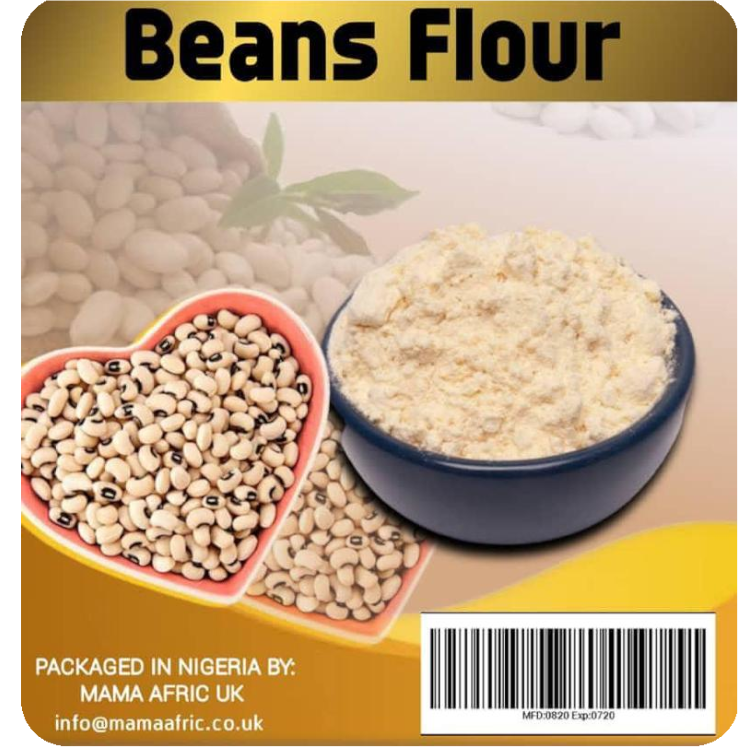 Beans Flour
PACKAGED IN NIGERIA BY:
MAMA AFRIC UK
info@mamaafric.co.uk
MFD:0820 Exp:0720